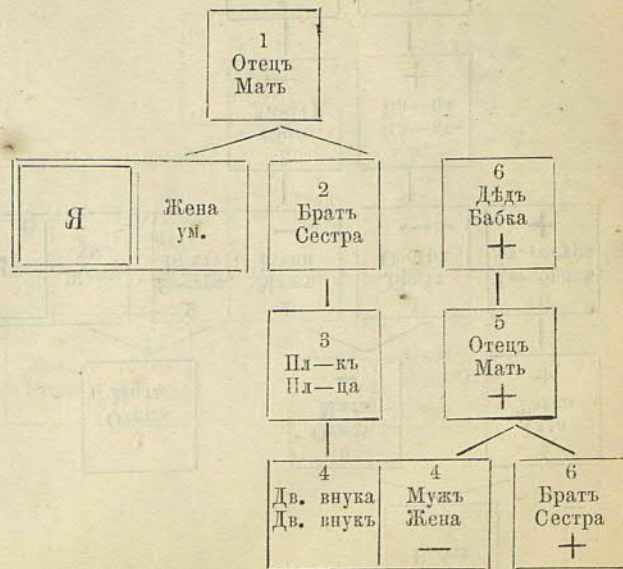 1
Отецъ
Мать
Я
Жена
ум.
2
Братъ
Сестра
6
Дѣдъ
Бабка
+
3
Пл—къ
Пл—ца
5
Отецъ
Мать
+
4
Дв. внука
Дв. внукъ
4
Мужъ
Жена
—
6
Братъ
Сестра
+